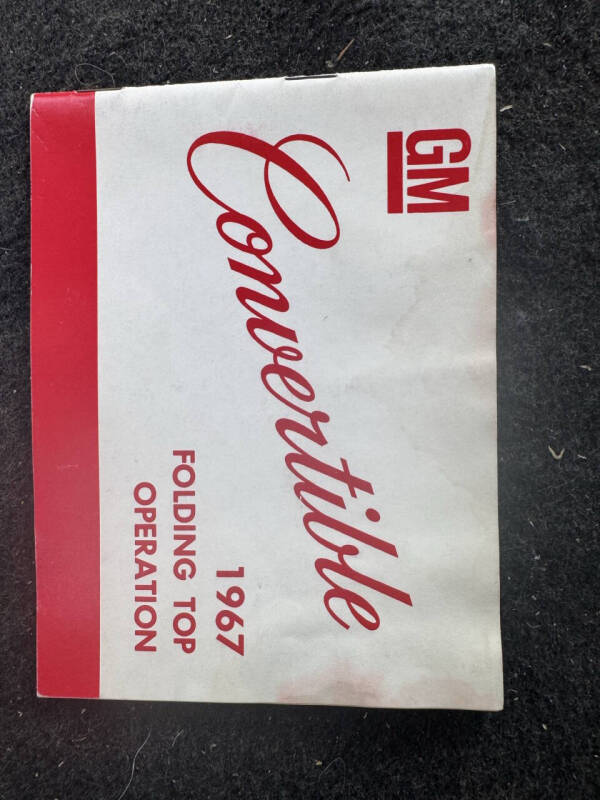 GM
Convertible
1967
FOLDING TOP
OPERATION